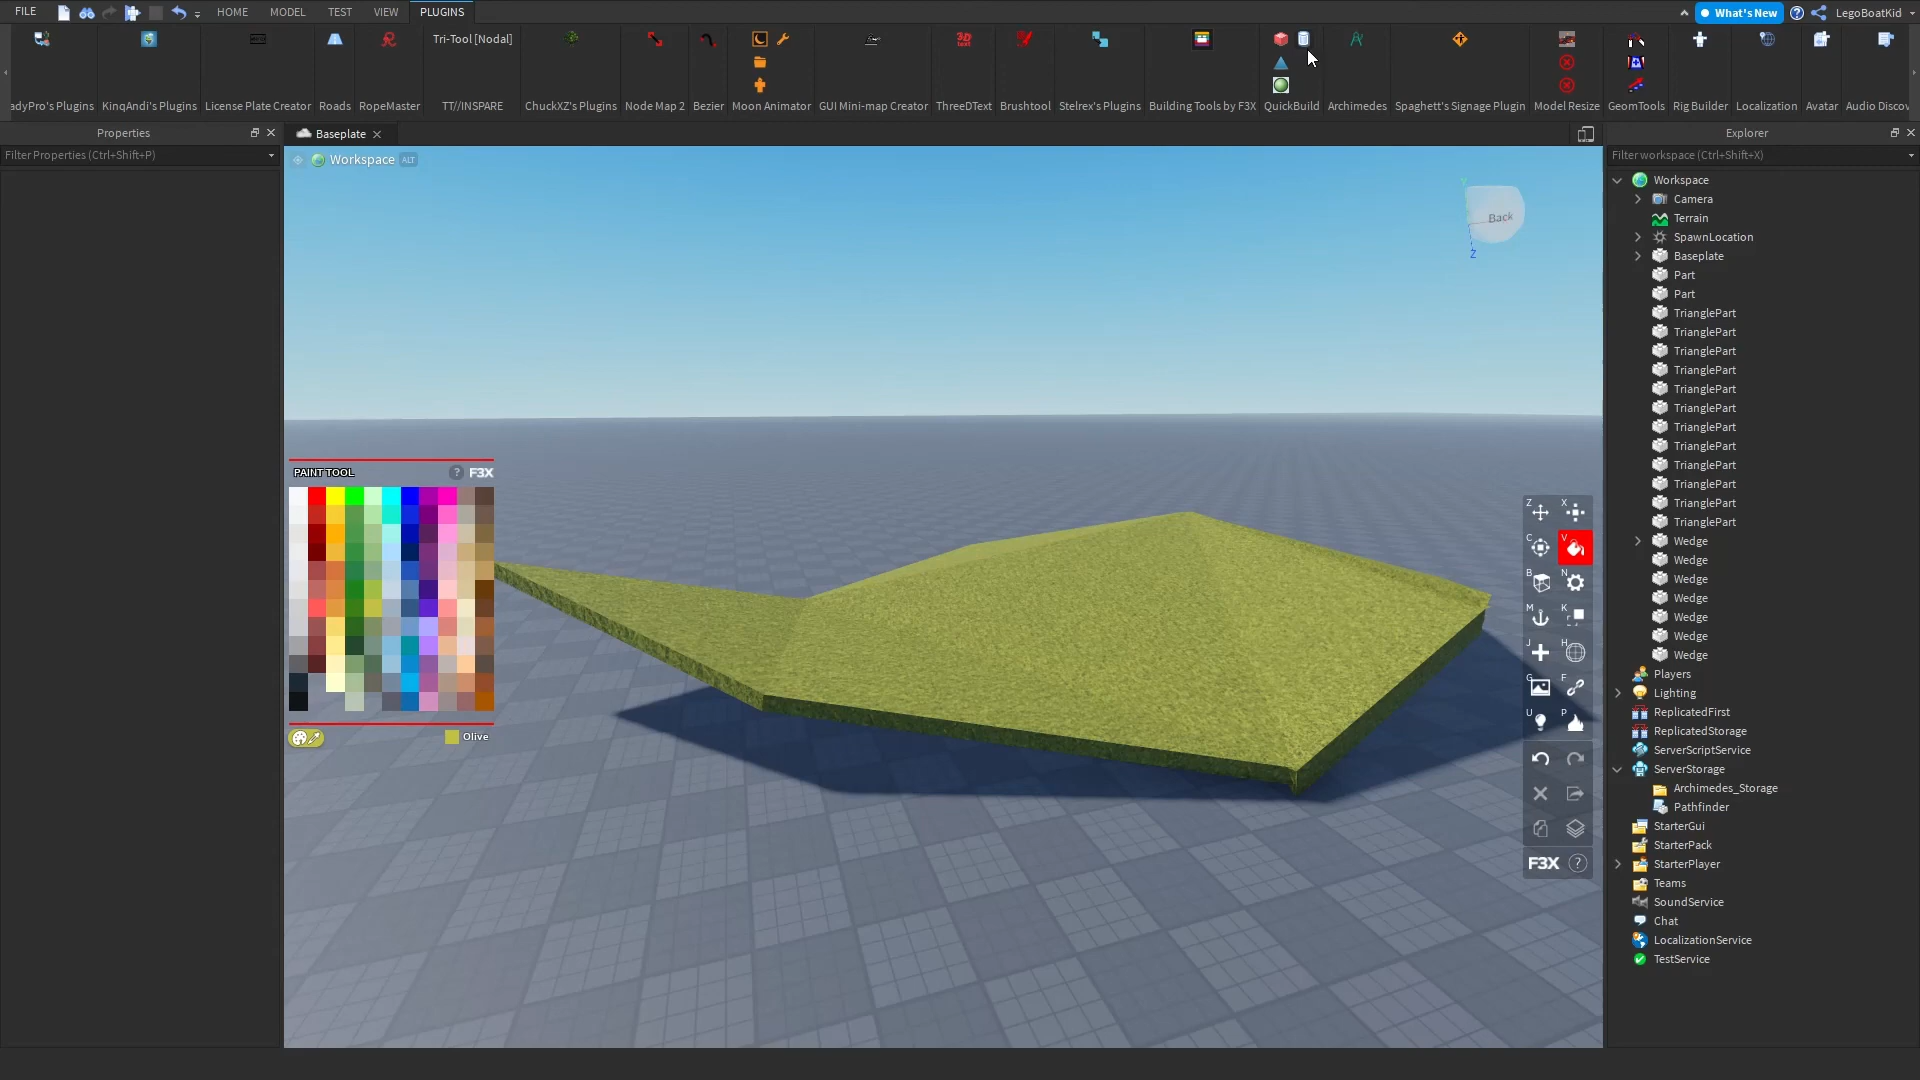 FILE HOME MODEL TEST VIEW PLUGINS What's New LegoBoatKid
Tri-Tool [Nodal]
adyPro's Plugins KinqAndi's Plugins License Plate Creator Roads RopeMaster TT//INSPARE ChuckXZ's Plugins Node Map 2 Bezier Moon Animator GUI Mini-map Creator ThreeDText Brushtool Stelrex's Plugins Building Tools by F3X QuickBuild Archimedes Spaghett's Signage Plugin Model Resize GeomTools Rig Builder Localization Avatar Audio Discov
Properties
Filter Properties (Ctrl+Shift+P)
Baseplate
Workspace ALT
Y
Back
Z
PAINT TOOL ? F3X
Olive
Z X
C V
B N
M K
J H
G F
U P
F3X ?
Explorer
Filter workspace (Ctrl+Shift+X)
Workspace
Camera
Terrain
SpawnLocation
Baseplate
Part
Part
TrianglePart
TrianglePart
TrianglePart
TrianglePart
TrianglePart
TrianglePart
TrianglePart
TrianglePart
TrianglePart
TrianglePart
TrianglePart
TrianglePart
Wedge
Wedge
Wedge
Wedge
Wedge
Wedge
Wedge
Players
Lighting
ReplicatedFirst
ReplicatedStorage
ServerScriptService
ServerStorage
Archimedes_Storage
Pathfinder
StarterGui
StarterPack
StarterPlayer
Teams
SoundService
Chat
LocalizationService
TestService